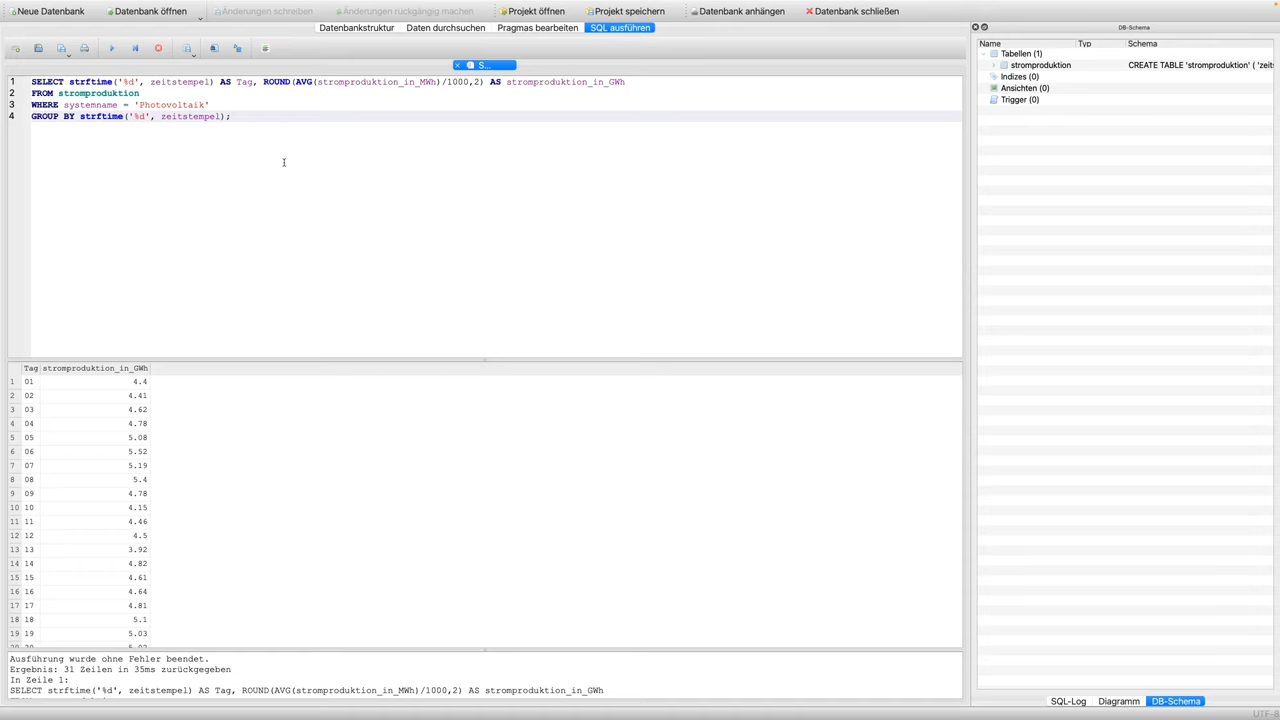 Neue Datenbank Datenbank öffnen Änderungen schreiben Änderungen rückgängig machen Projekt öffnen Projekt speichern Datenbank anhängen Datenbank schließen
Datenbankstruktur Daten durchsuchen Pragmas bearbeiten SQL ausführen
S...
1 SELECT strftime('%d', zeitstempel) AS Tag, ROUND(AVG(stromproduktion_in_MWh)/1000,2) AS stromproduktion_in_GWh
2 FROM stromproduktion
3 WHERE systemname = 'Photovoltaik'
4 GROUP BY strftime('%d', zeitstempel);
Tag stromproduktion_in_GWh
1 01 4.4
2 02 4.41
3 03 4.62
4 04 4.78
5 05 5.08
6 06 5.52
7 07 5.19
8 08 5.4
9 09 4.78
10 10 4.15
11 11 4.46
12 12 4.5
13 13 3.92
14 14 4.82
15 15 4.61
16 16 4.64
17 17 4.81
18 18 5.1
19 19 5.03
Ausführung wurde ohne Fehler beendet.
Ergebnis: 31 Zeilen in 35ms zurückgegeben
In Zeile 1:
SELECT strftime('%d', zeitstempel) AS Tag, ROUND(AVG(stromproduktion_in_MWh)/1000,2) AS stromproduktion_in_GWh
DB-Schema
Name Typ Schema
Tabellen (1)
stromproduktion CREATE TABLE 'stromproduktion' ( 'zeits
Indizes (0)
Ansichten (0)
Trigger (0)
SQL-Log Diagramm DB-Schema
UTF-8